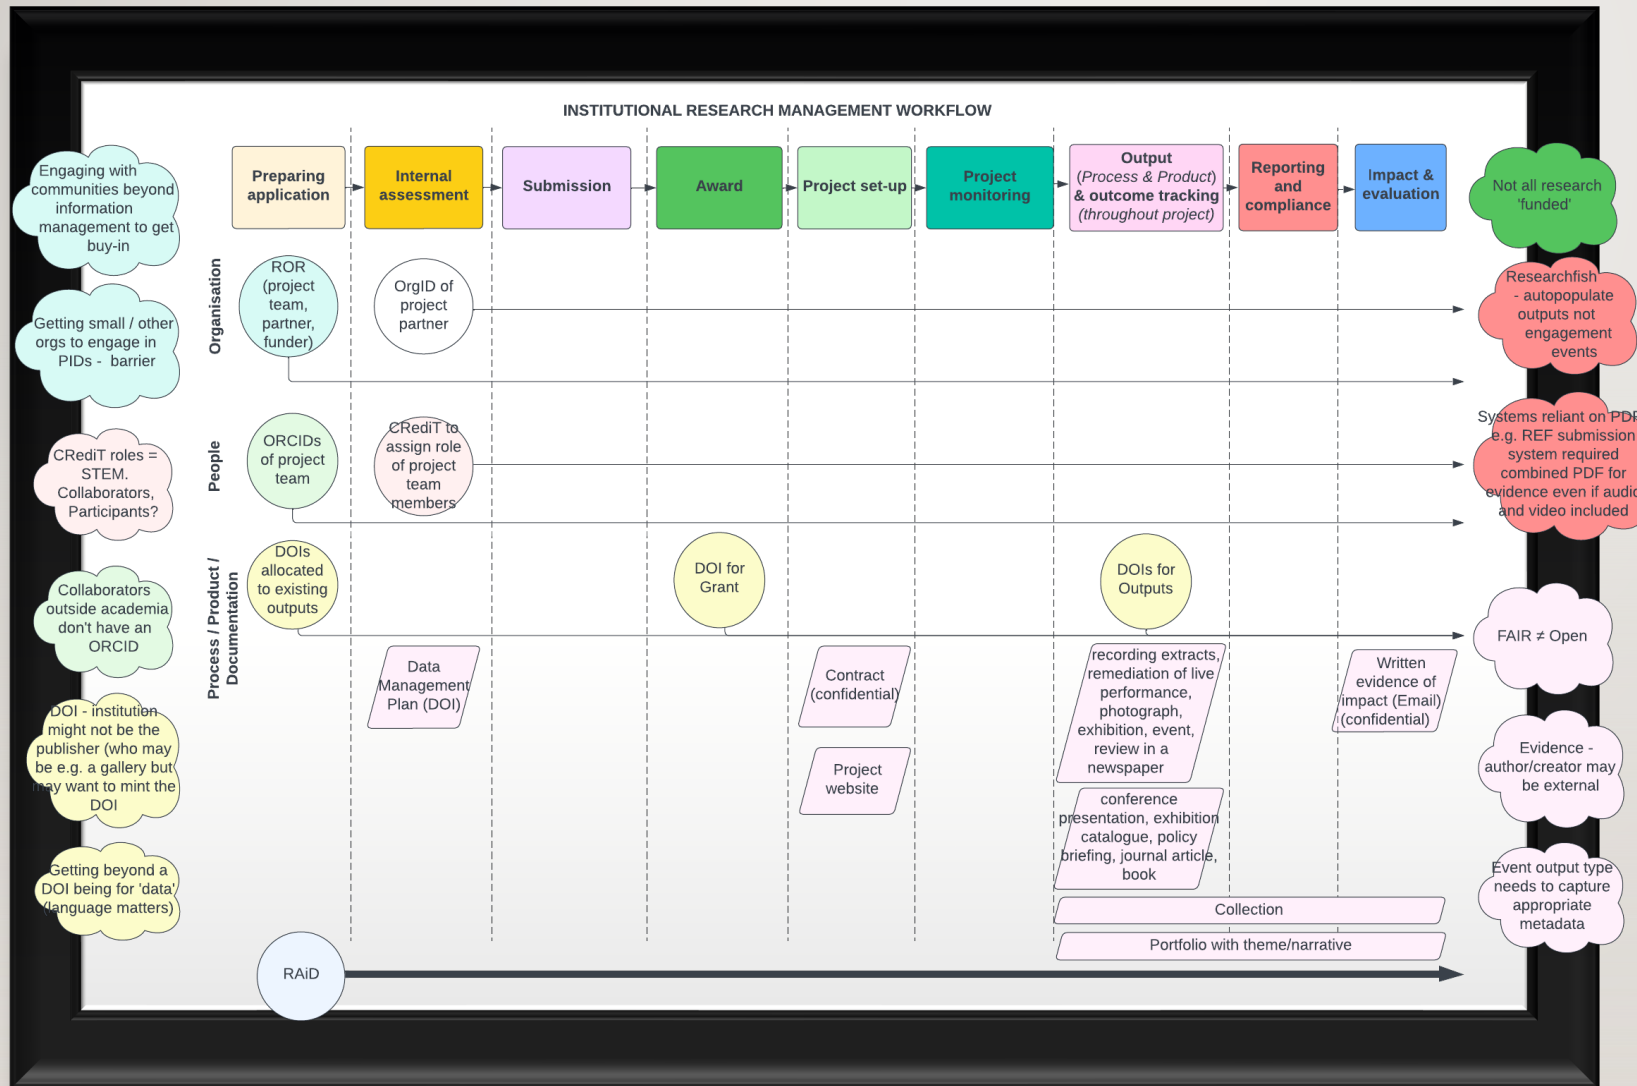 INSTITUTIONAL RESEARCH MANAGEMENT WORKFLOW
Preparing
application
Internal
assessment
Submission
Award
Project set-up
Project
monitoring
Output
(Process & Product)
& outcome tracking
(throughout project)
Reporting
and
compliance
Impact &
evaluation
Engaging with
communities beyond
information
management to get
buy-in
Getting small / other
orgs to engage in
PIDs - barrier
CRediT roles =
STEM.
Collaborators,
Participants?
Collaborators
outside academia
don't have an
ORCID
DOI - institution
might not be the
publisher (who may
be e.g. a gallery but
may want to mint the
DOI
Getting beyond a
DOI being for 'data'
(language matters)
Organisation
ROR
(project
team,
partner,
funder)
OrgID of
project
partner
People
ORCIDs
of project
team
CRediT to
assign role
of project
team
members
Process / Product /
Documentation
DOIs
allocated
to existing
outputs
DOI for
Grant
DOIs for
Outputs
Data
Management
Plan (DOI)
Contract
(confidential)
Project
website
recording extracts,
remediation of live
performance,
photograph,
exhibition, event,
review in a
newspaper
conference
presentation, exhibition
catalogue, policy
briefing, journal article,
book
Written
evidence of
impact (Email)
(confidential)
Collection
Portfolio with theme/narrative
RAiD
Not all research
'funded'
Researchfish
- autopopulate
outputs not
engagement
events
Systems reliant on PDF
e.g. REF submission
system required
combined PDF for
evidence even if audio
and video included
FAIR ≠ Open
Evidence -
author/creator may
be external
Event output type
needs to capture
appropriate
metadata